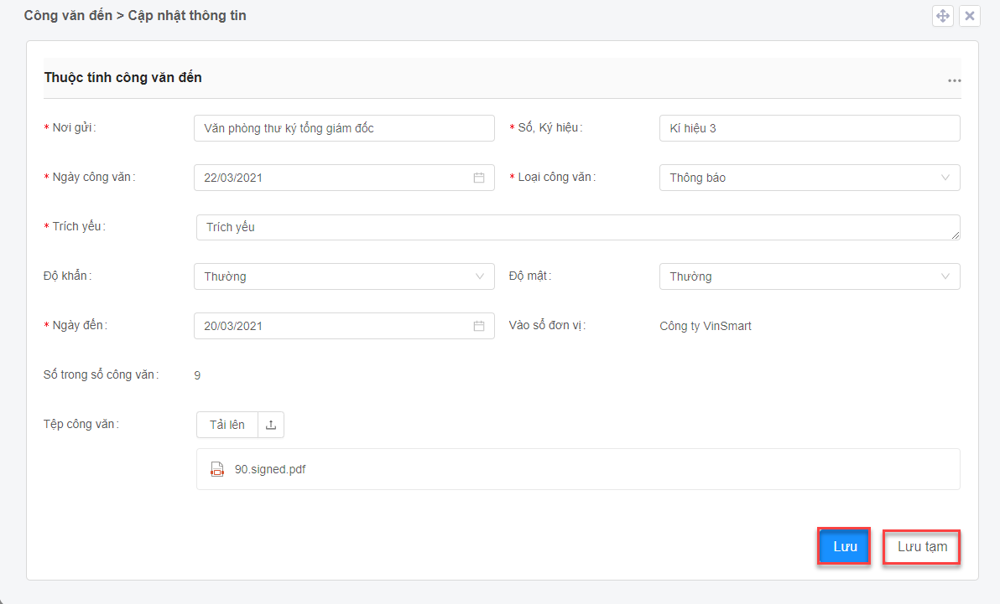 Công văn đến > Cập nhật thông tin
Thuộc tính công văn đến
* Nơi gửi: Văn phòng thư ký tổng giám đốc * Số, Ký hiệu: Kí hiệu 3
* Ngày công văn: 22/03/2021 * Loại công văn: Thông báo
* Trích yếu: Trích yếu
Độ khẩn: Thường Độ mật: Thường
* Ngày đến: 20/03/2021 Vào sổ đơn vị: Công ty VinSmart
Số trong sổ công văn: 9
Tệp công văn: Tải lên
90.signed.pdf
Lưu Lưu tạm